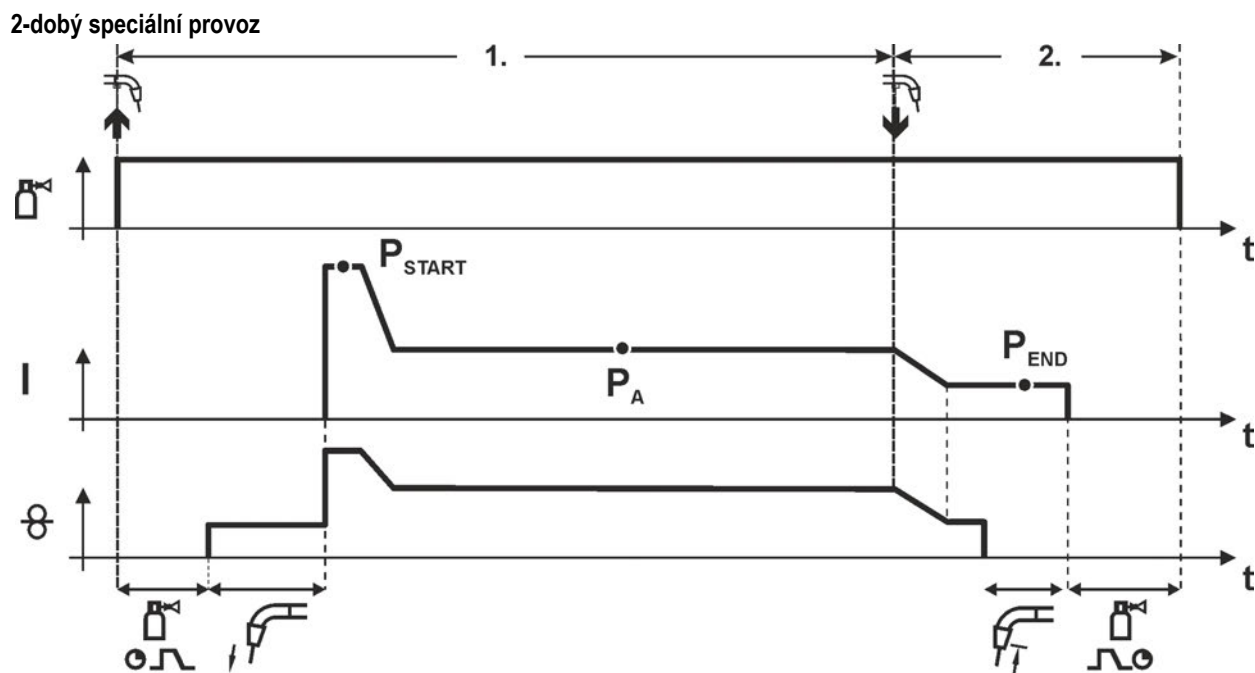 2-dobý speciální provoz
1. 2.
t
P START
P END
I
P A
t
t